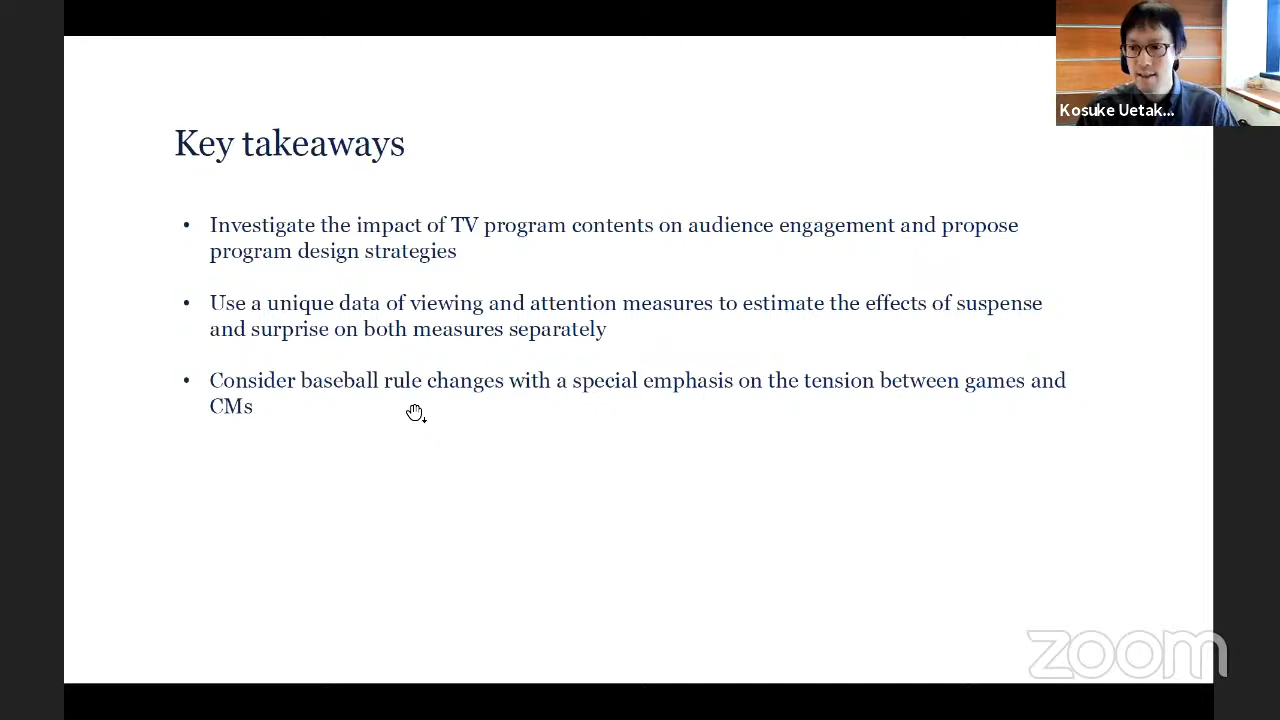 Kosuke Uetak...
Key takeaways
• Investigate the impact of TV program contents on audience engagement and propose
program design strategies
• Use a unique data of viewing and attention measures to estimate the effects of suspense
and surprise on both measures separately
• Consider baseball rule changes with a special emphasis on the tension between games and
CMs
zoom